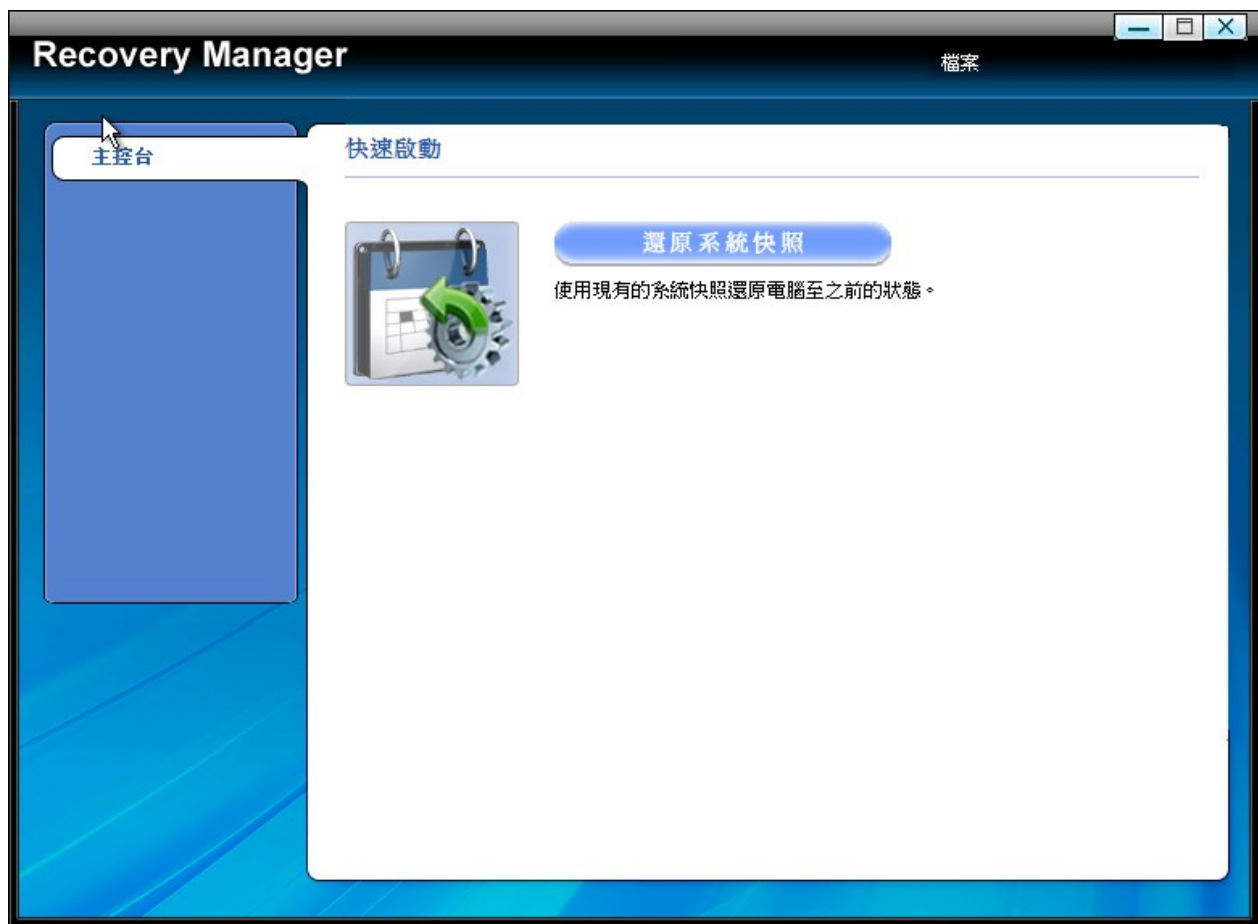 Recovery Manager
檔案
主控台
快速啟動
還原系統快照
使用現有的系統快照還原電腦至之前的狀態。